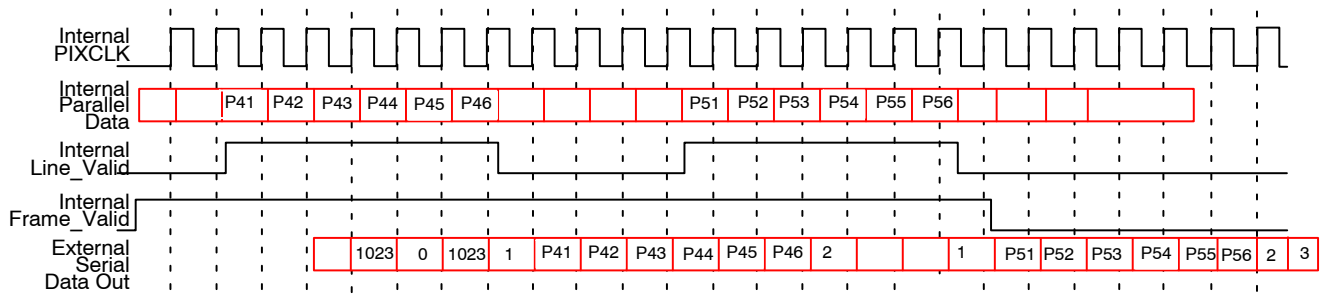 Internal
PIXCLK
Internal
Parallel
Data
P41 P42 P43 P44 P45 P46 P51 P52 P53 P54 P55 P56
Internal
Line_Valid
Internal
Frame_Valid
External
Serial
Data Out
1023 0 1023 1 P41 P42 P43 P44 P45 P46 2 1 P51 P52 P53 P54 P55 P56 2 3